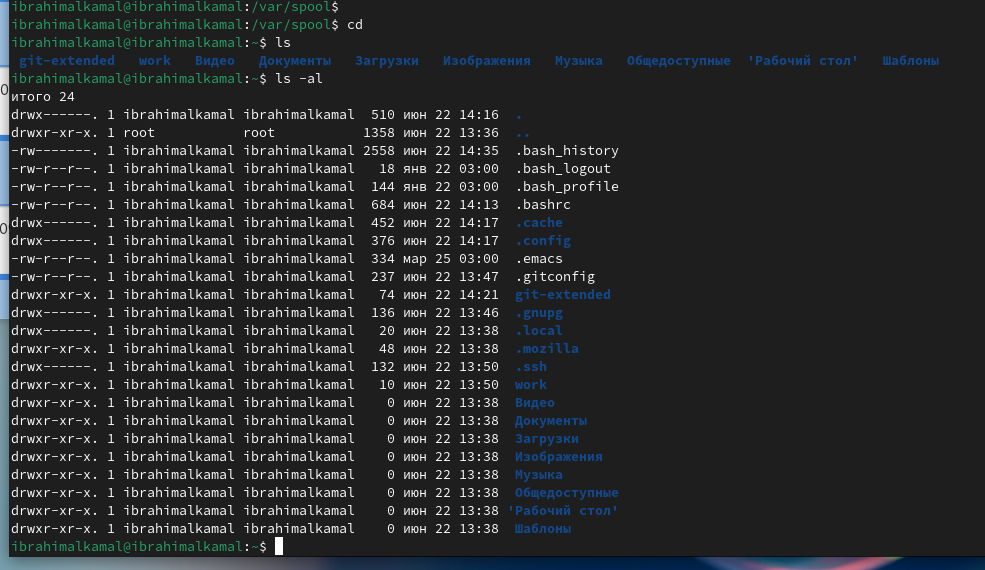 ibrahimalkamal@ibrahimalkamal:/var/spool$
ibrahimalkamal@ibrahimalkamal:/var/spool$ cd
ibrahimalkamal@ibrahimalkamal:~$ ls
git-extended work Видео Документы Загрузки Изображения Музыка Общедоступные 'Рабочий стол' Шаблоны
ibrahimalkamal@ibrahimalkamal:~$ ls -al
итого 24
drwx------. 1 ibrahimalkamal ibrahimalkamal 510 июн 22 14:16 .
drwxr-xr-x. 1 root root 1358 июн 22 13:36 ..
-rw-------. 1 ibrahimalkamal ibrahimalkamal 2558 июн 22 14:35 .bash_history
-rw-r--r--. 1 ibrahimalkamal ibrahimalkamal 18 янв 22 03:00 .bash_logout
-rw-r--r--. 1 ibrahimalkamal ibrahimalkamal 144 янв 22 03:00 .bash_profile
-rw-r--r--. 1 ibrahimalkamal ibrahimalkamal 684 июн 22 14:13 .bashrc
drwx------. 1 ibrahimalkamal ibrahimalkamal 452 июн 22 14:17 .cache
drwx------. 1 ibrahimalkamal ibrahimalkamal 376 июн 22 14:17 .config
-rw-r--r--. 1 ibrahimalkamal ibrahimalkamal 334 мар 25 03:00 .emacs
-rw-r--r--. 1 ibrahimalkamal ibrahimalkamal 237 июн 22 13:47 .gitconfig
drwxr-xr-x. 1 ibrahimalkamal ibrahimalkamal 74 июн 22 14:21 git-extended
drwx------. 1 ibrahimalkamal ibrahimalkamal 136 июн 22 13:46 .gnupg
drwx------. 1 ibrahimalkamal ibrahimalkamal 20 июн 22 13:38 .local
drwxr-xr-x. 1 ibrahimalkamal ibrahimalkamal 48 июн 22 13:38 .mozilla
drwx------. 1 ibrahimalkamal ibrahimalkamal 132 июн 22 13:50 .ssh
drwxr-xr-x. 1 ibrahimalkamal ibrahimalkamal 10 июн 22 13:50 work
drwxr-xr-x. 1 ibrahimalkamal ibrahimalkamal 0 июн 22 13:38 Видео
drwxr-xr-x. 1 ibrahimalkamal ibrahimalkamal 0 июн 22 13:38 Документы
drwxr-xr-x. 1 ibrahimalkamal ibrahimalkamal 0 июн 22 13:38 Загрузки
drwxr-xr-x. 1 ibrahimalkamal ibrahimalkamal 0 июн 22 13:38 Изображения
drwxr-xr-x. 1 ibrahimalkamal ibrahimalkamal 0 июн 22 13:38 Музыка
drwxr-xr-x. 1 ibrahimalkamal ibrahimalkamal 0 июн 22 13:38 Общедоступные
drwxr-xr-x. 1 ibrahimalkamal ibrahimalkamal 0 июн 22 13:38 'Рабочий стол'
drwxr-xr-x. 1 ibrahimalkamal ibrahimalkamal 0 июн 22 13:38 Шаблоны
ibrahimalkamal@ibrahimalkamal:~$